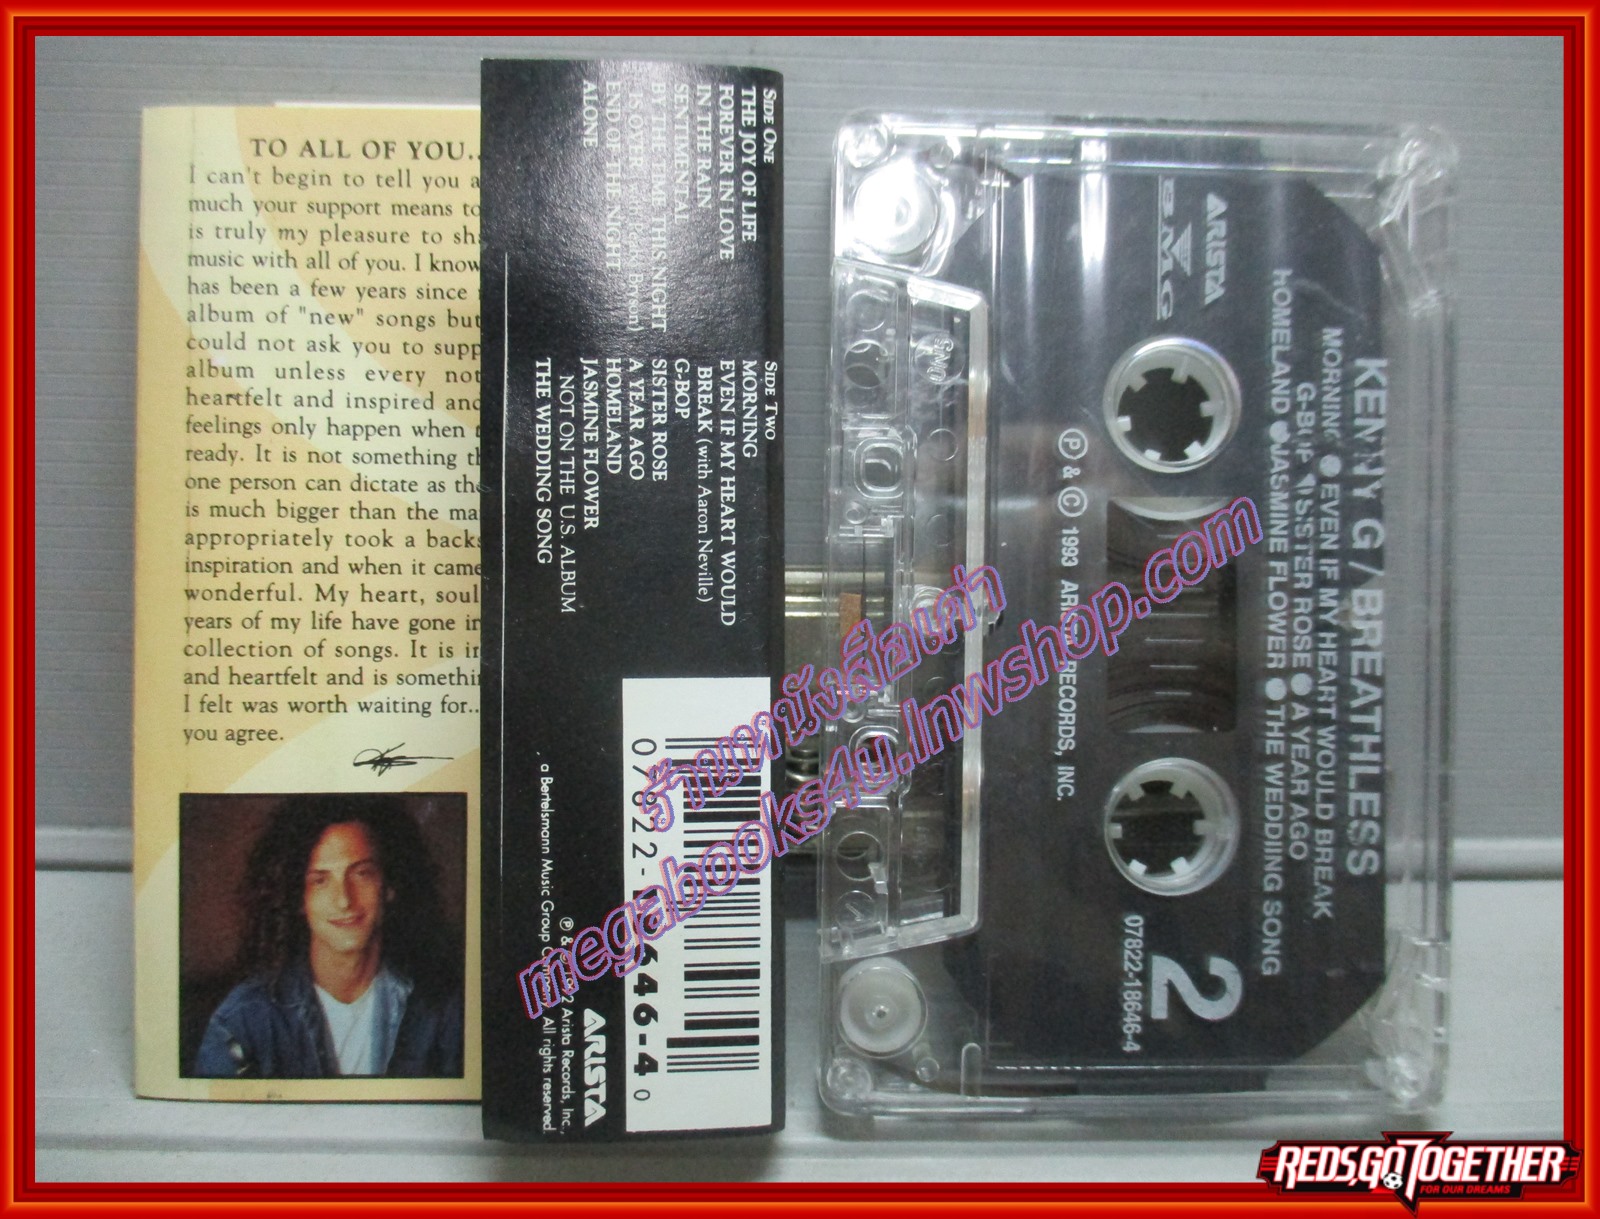 TO ALL OF YOU..
I can't begin to tell you a
much your support means to
is truly my pleasure to sh
music with all of you. I know
has been a few years since
album of "new" songs but
could not ask you to supp
album unless every not
heartfelt and inspired and
feelings only happen when
ready. It is not something th
one person can dictate as the
is much bigger than the ma
appropriately took a backs
inspiration and when it came
wonderful. My heart, soul
years of my life have gone in
collection of songs. It is in
and heartfelt and is somethi
I felt was worth waiting for..
you agree.
SIDE ONE
THE JOY OF LIFE
FOREVER IN LOVE
IN THE RAIN
SENTIMENTAL
BY THE TIME THIS NIGHT
IS OVER
END OF THE NIGHT
ALONE
SIDE TWO
MORNING
EVEN IF MY HEART WOULD
BREAK (with Aaron Neville)
G-BOP
SISTER ROSE
A YEAR AGO
HOMELAND
JASMINE FLOWER
NOT ON THE U.S. ALBUM
THE WEDDING SONG
07822-18646-4 0
ARISTA
℗ & © 1992 Arista Records, Inc.,
a Bertelsmann Music Group Company. All rights reserved.
KENNY G / BREATHLESS
MORNING ● EVEN IF MY HEART WOULD BREAK
G-BOP ● SISTER ROSE ● A YEAR AGO
HOMELAND ● JASMINE FLOWER ● THE WEDDING SONG
ARISTA
BMG
2
07822-18646-4
℗ & © 1993 ARISTA RECORDS, INC.
ร้านหนังสือเก่า
megabooks4u.lnwshop.com
REDS,GO TOGETHER
FOR OUR DREAMS